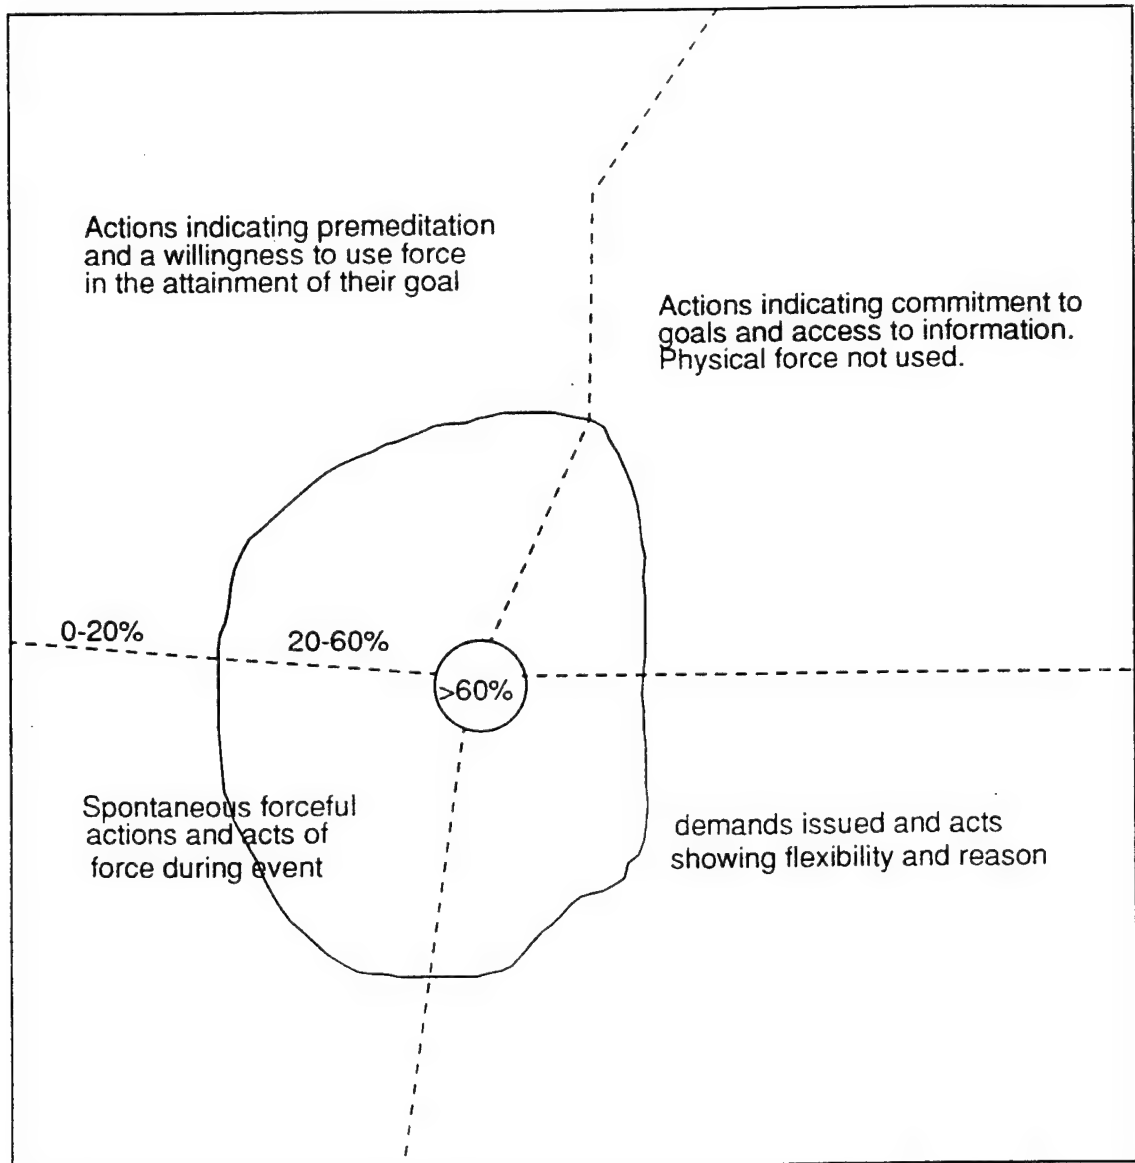 Actions indicating premeditation
and a willingness to use force
in the attainment of their goal
Actions indicating commitment to
goals and access to information.
Physical force not used.
0-20%
20-60%
>60%
Spontaneous forceful
actions and acts of
force during event
demands issued and acts
showing flexibility and reason